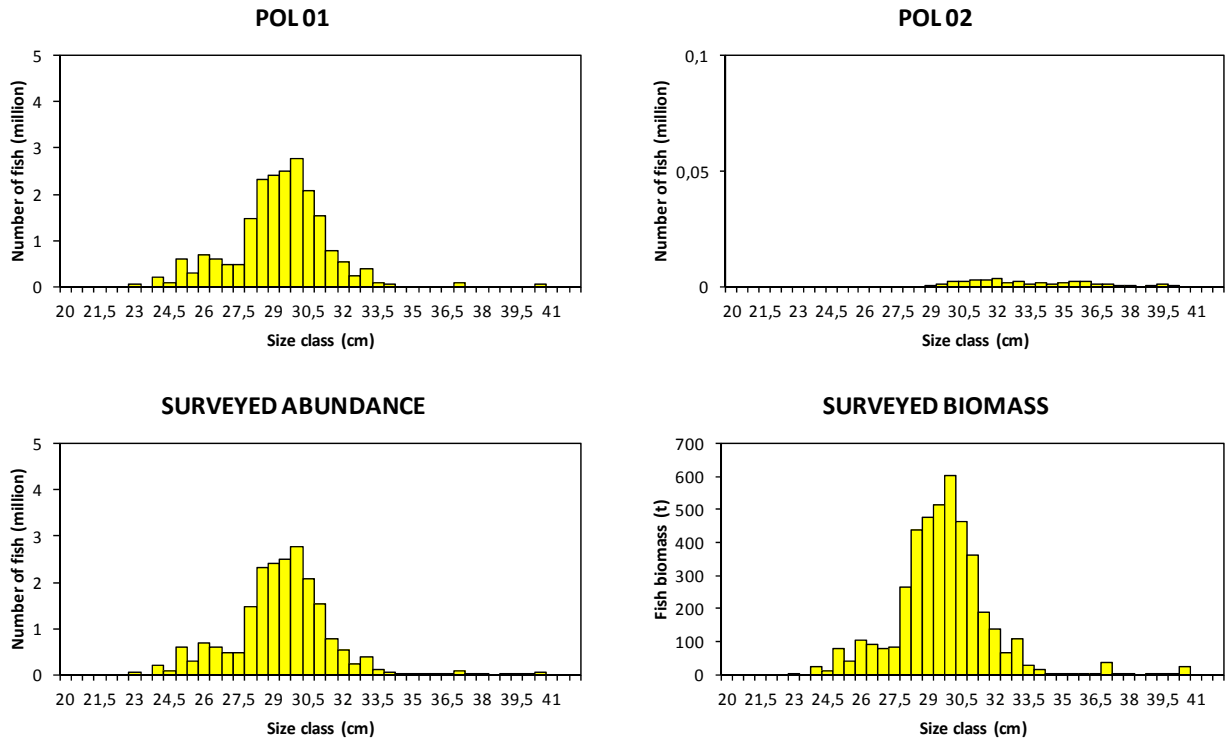 POL 01
5
4
3
2
1
0
Number of fish (million)
20 21,5 23 24,5 26 27,5 29 30,5 32 33,5 35 36,5 38 39,5 41
Size class (cm)
POL 02
0,1
0,05
0
Number of fish (million)
20 21,5 23 24,5 26 27,5 29 30,5 32 33,5 35 36,5 38 39,5 41
Size class (cm)
SURVEYED ABUNDANCE
5
4
3
2
1
0
Number of fish (million)
20 21,5 23 24,5 26 27,5 29 30,5 32 33,5 35 36,5 38 39,5 41
Size class (cm)
SURVEYED BIOMASS
700
600
500
400
300
200
100
0
Fish biomass (t)
20 21,5 23 24,5 26 27,5 29 30,5 32 33,5 35 36,5 38 39,5 41
Size class (cm)